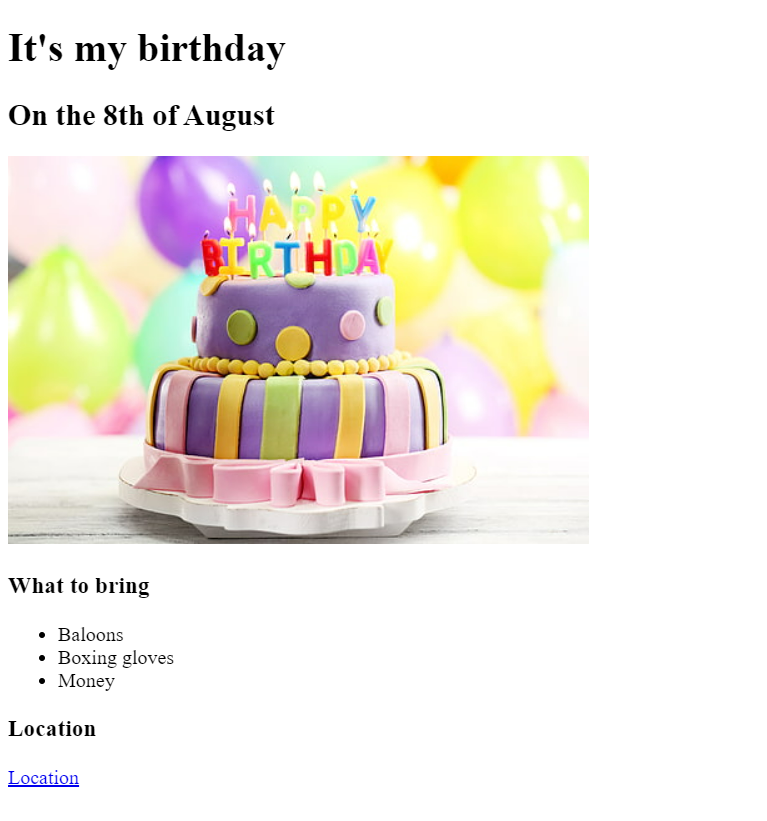 It's my birthday
On the 8th of August
HAPPY
BIRTHDAY
What to bring
Baloons
Boxing gloves
Money
Location
Location